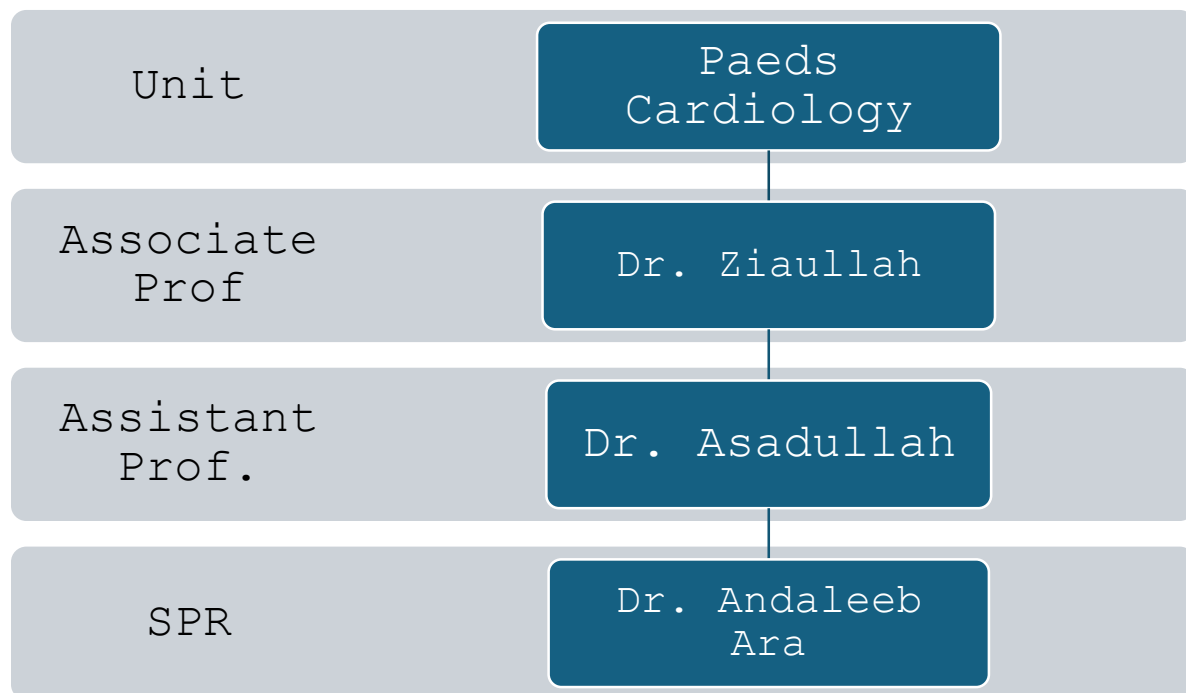 Unit
Paeds
Cardiology
Associate
Prof
Dr. Ziaullah
Assistant
Prof.
Dr. Asadullah
SPR
Dr. Andaleeb
Ara